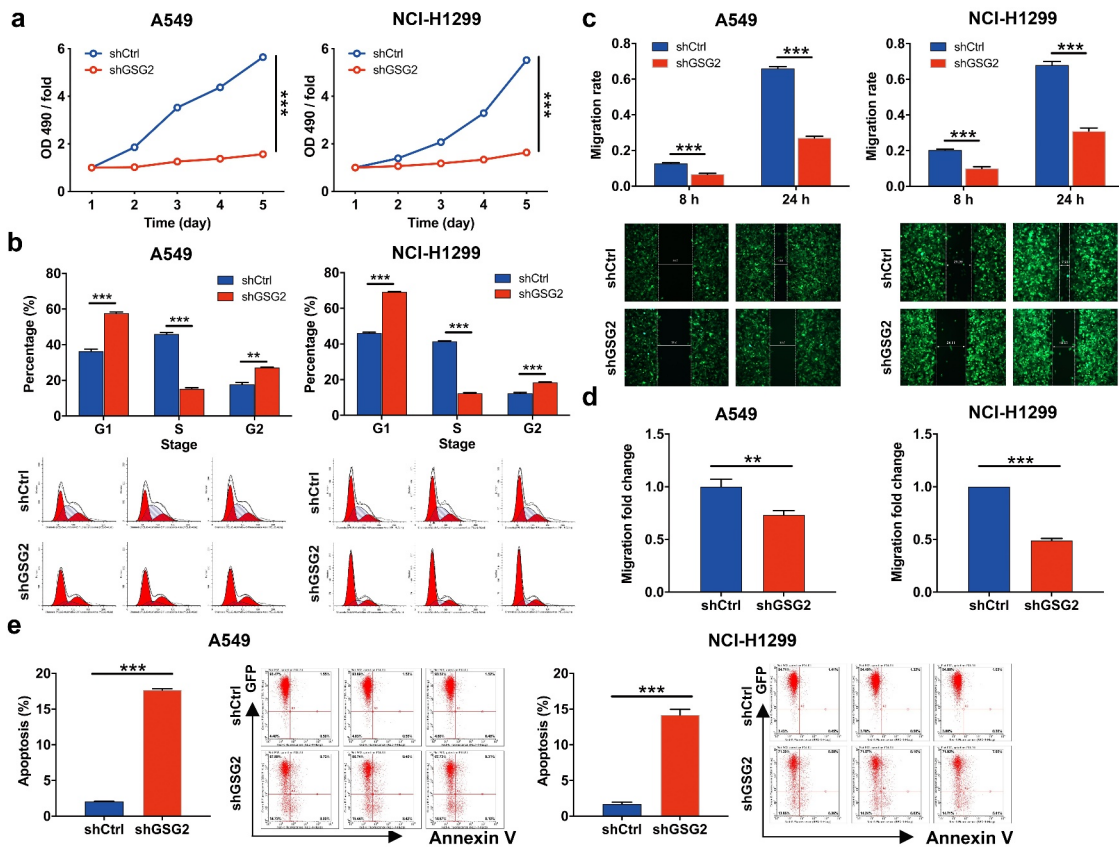 a
A549
NCI-H1299
6
4
2
0
OD 490 / fold
shCtrl
shGSG2
***
1 2 3 4 5
Time (day)
6
4
2
0
OD 490 / fold
shCtrl
shGSG2
***
1 2 3 4 5
Time (day)
b
A549
NCI-H1299
80
60
40
20
0
Percentage (%)
shCtrl
shGSG2
***
***
**
G1 S G2
Stage
80
60
40
20
0
Percentage (%)
shCtrl
shGSG2
***
***
***
G1 S G2
Stage
shCtrl
shGSG2
shCtrl
shGSG2
c
A549
NCI-H1299
0.8
0.6
0.4
0.2
0.0
Migration rate
shCtrl
shGSG2
***
***
8 h 24 h
0.8
0.6
0.4
0.2
0.0
Migration rate
shCtrl
shGSG2
***
***
8 h 24 h
shCtrl
shGSG2
shCtrl
shGSG2
d
A549
NCI-H1299
1.5
1.0
0.5
0.0
Migration fold change
**
shCtrl shGSG2
1.5
1.0
0.5
0.0
Migration fold change
***
shCtrl shGSG2
e
A549
NCI-H1299
20
15
10
5
0
Apoptosis (%)
***
shCtrl shGSG2
shCtrl
shGSG2
GFP
Annexin V
20
15
10
5
0
Apoptosis (%)
***
shCtrl shGSG2
shCtrl
shGSG2
GFP
Annexin V